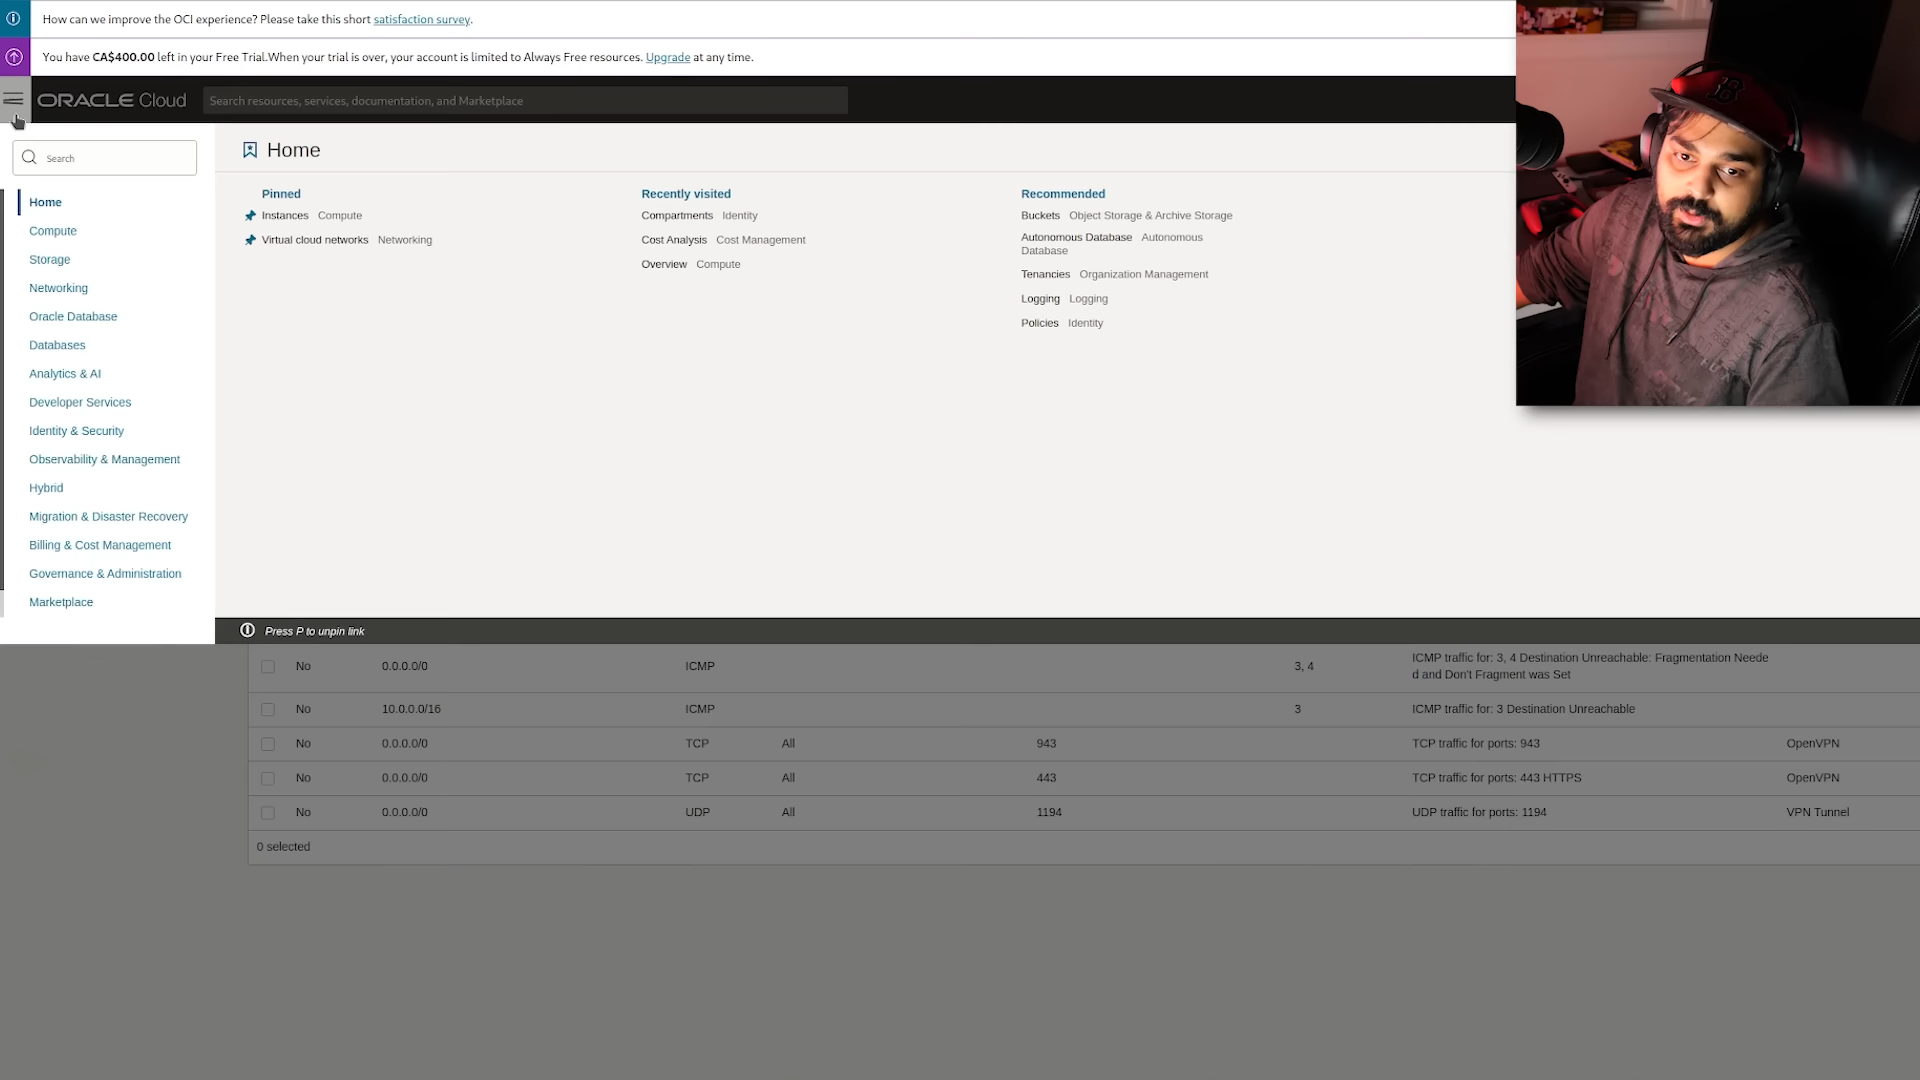 How can we improve the OCI experience? Please take this short satisfaction survey.
You have CA$400.00 left in your Free Trial.When your trial is over, your account is limited to Always Free resources. Upgrade at any time.
ORACLE Cloud
Search resources, services, documentation, and Marketplace
Search
Home
Compute
Storage
Networking
Oracle Database
Databases
Analytics & AI
Developer Services
Identity & Security
Observability & Management
Hybrid
Migration & Disaster Recovery
Billing & Cost Management
Governance & Administration
Marketplace
Home
Pinned
Instances Compute
Virtual cloud networks Networking
Recently visited
Compartments Identity
Cost Analysis Cost Management
Overview Compute
Recommended
Buckets Object Storage & Archive Storage
Autonomous Database Autonomous
Database
Tenancies Organization Management
Logging Logging
Policies Identity
Press P to unpin link
No 0.0.0.0/0 ICMP 3, 4 ICMP traffic for: 3, 4 Destination Unreachable: Fragmentation Neede
d and Don't Fragment was Set
No 10.0.0.0/16 ICMP 3 ICMP traffic for: 3 Destination Unreachable
No 0.0.0.0/0 TCP All 943 TCP traffic for ports: 943 OpenVPN
No 0.0.0.0/0 TCP All 443 TCP traffic for ports: 443 HTTPS OpenVPN
No 0.0.0.0/0 UDP All 1194 UDP traffic for ports: 1194 VPN Tunnel
0 selected
B